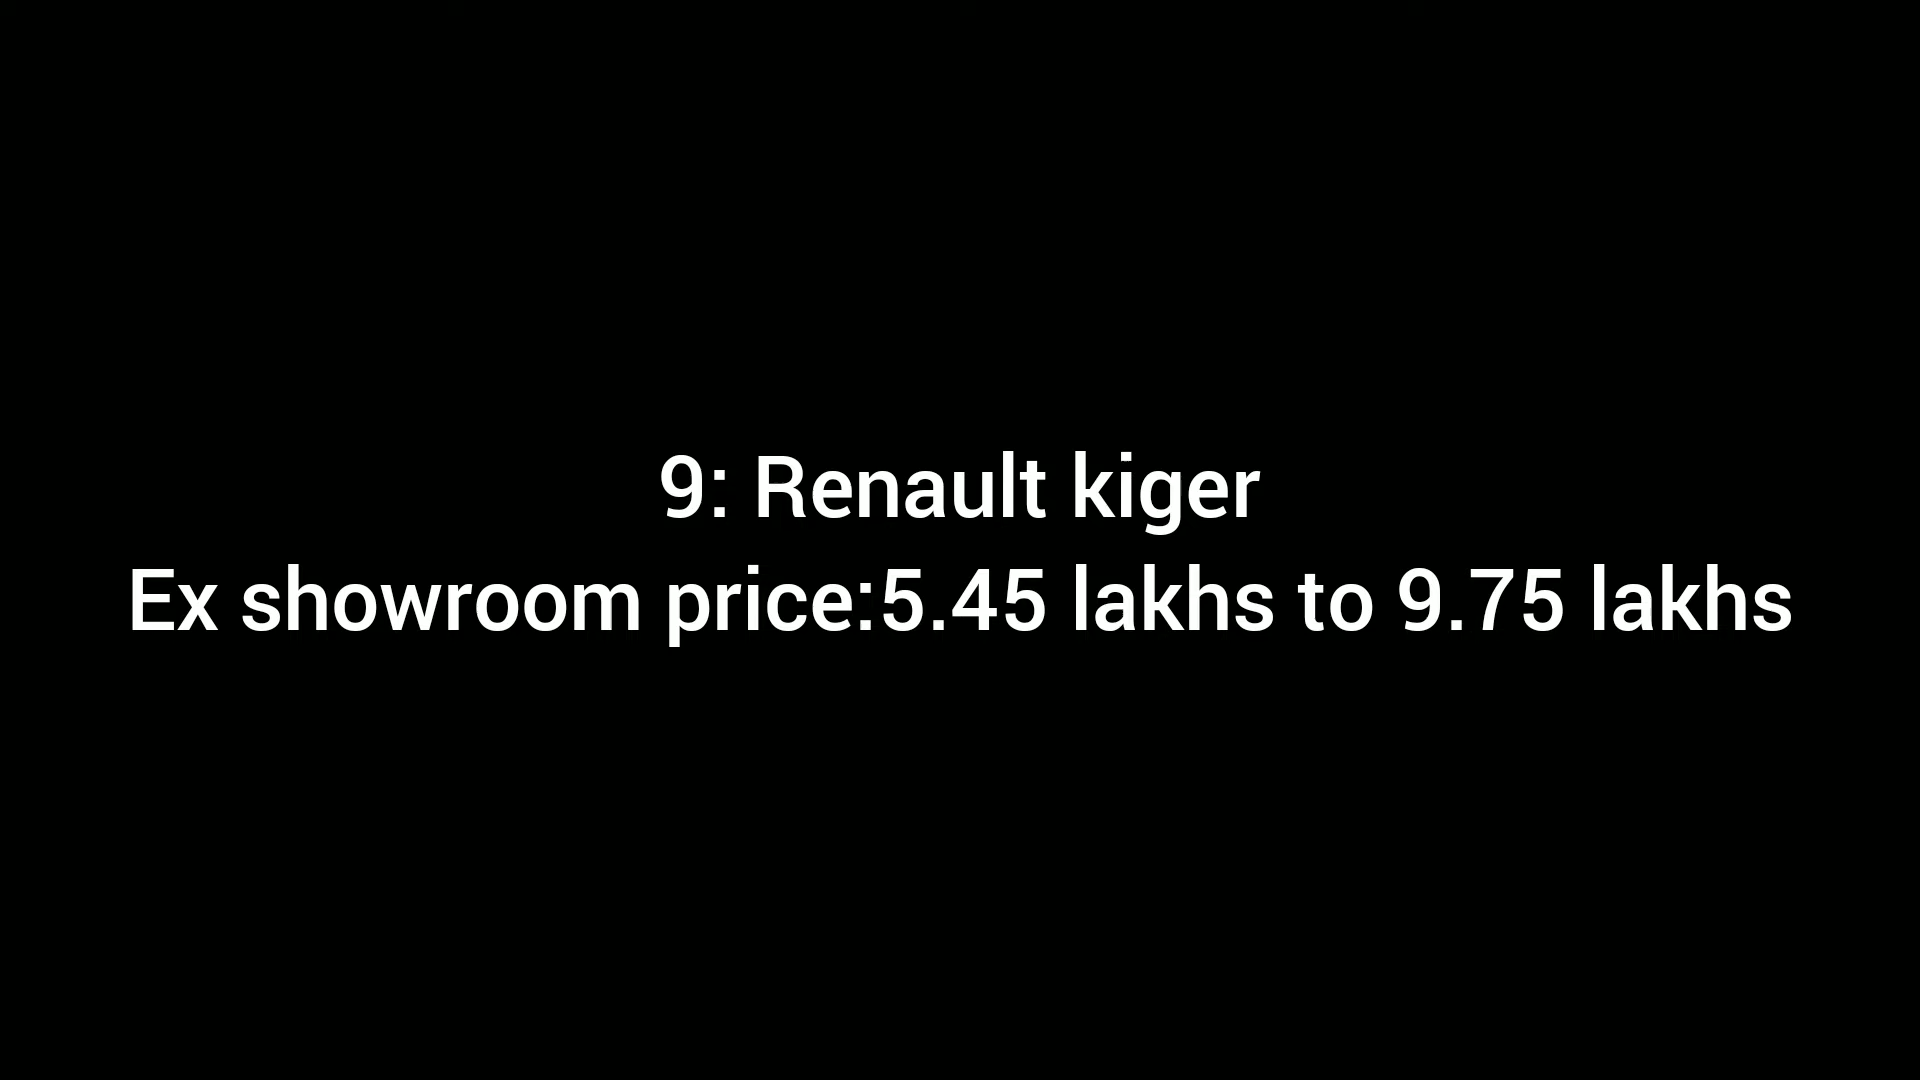 9: Renault kiger
Ex showroom price:5.45 lakhs to 9.75 lakhs